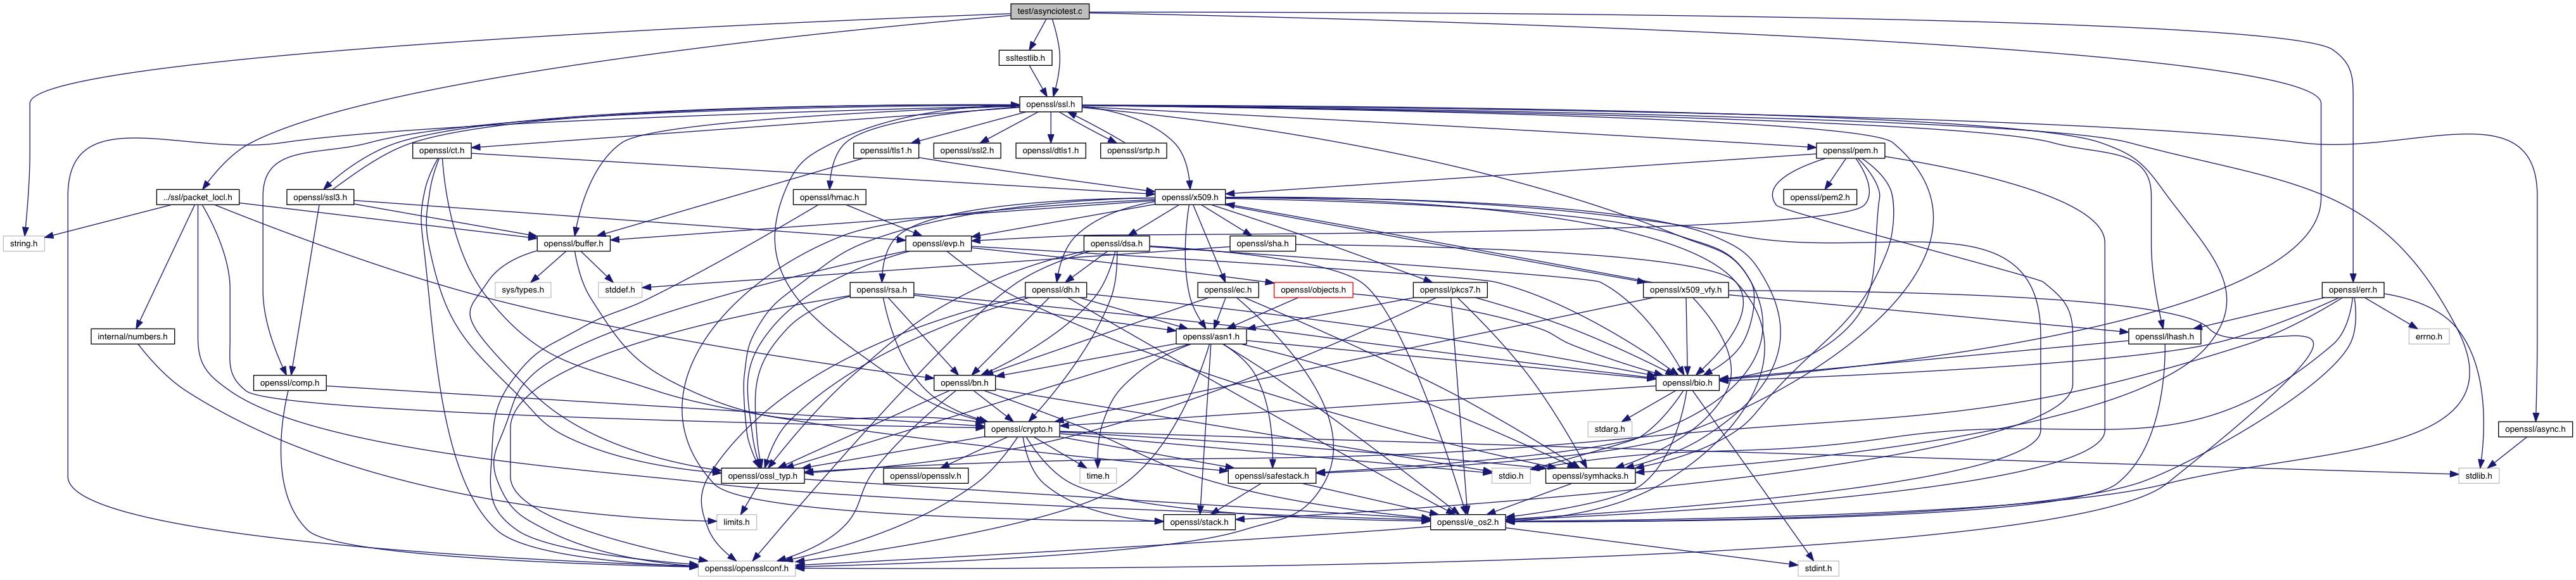 test/asynciotest.c
ssltestlib.h
openssl/ssl.h
openssl/ct.h
openssl/tls1.h
openssl/ssl2.h
openssl/dtls1.h
openssl/srtp.h
openssl/pem.h
../ssl/packet_locl.h
openssl/ssl3.h
openssl/hmac.h
openssl/x509.h
openssl/pem2.h
string.h
openssl/buffer.h
openssl/evp.h
openssl/dsa.h
openssl/sha.h
sys/types.h
stddef.h
openssl/rsa.h
openssl/dh.h
openssl/ec.h
openssl/objects.h
openssl/pkcs7.h
openssl/x509_vfy.h
openssl/err.h
internal/numbers.h
openssl/asn1.h
openssl/lhash.h
errno.h
openssl/comp.h
openssl/bn.h
openssl/bio.h
openssl/crypto.h
stdarg.h
openssl/async.h
openssl/ossl_typ.h
openssl/opensslv.h
time.h
openssl/safestack.h
stdio.h
openssl/symhacks.h
stdlib.h
limits.h
openssl/stack.h
openssl/e_os2.h
openssl/opensslconf.h
stdint.h